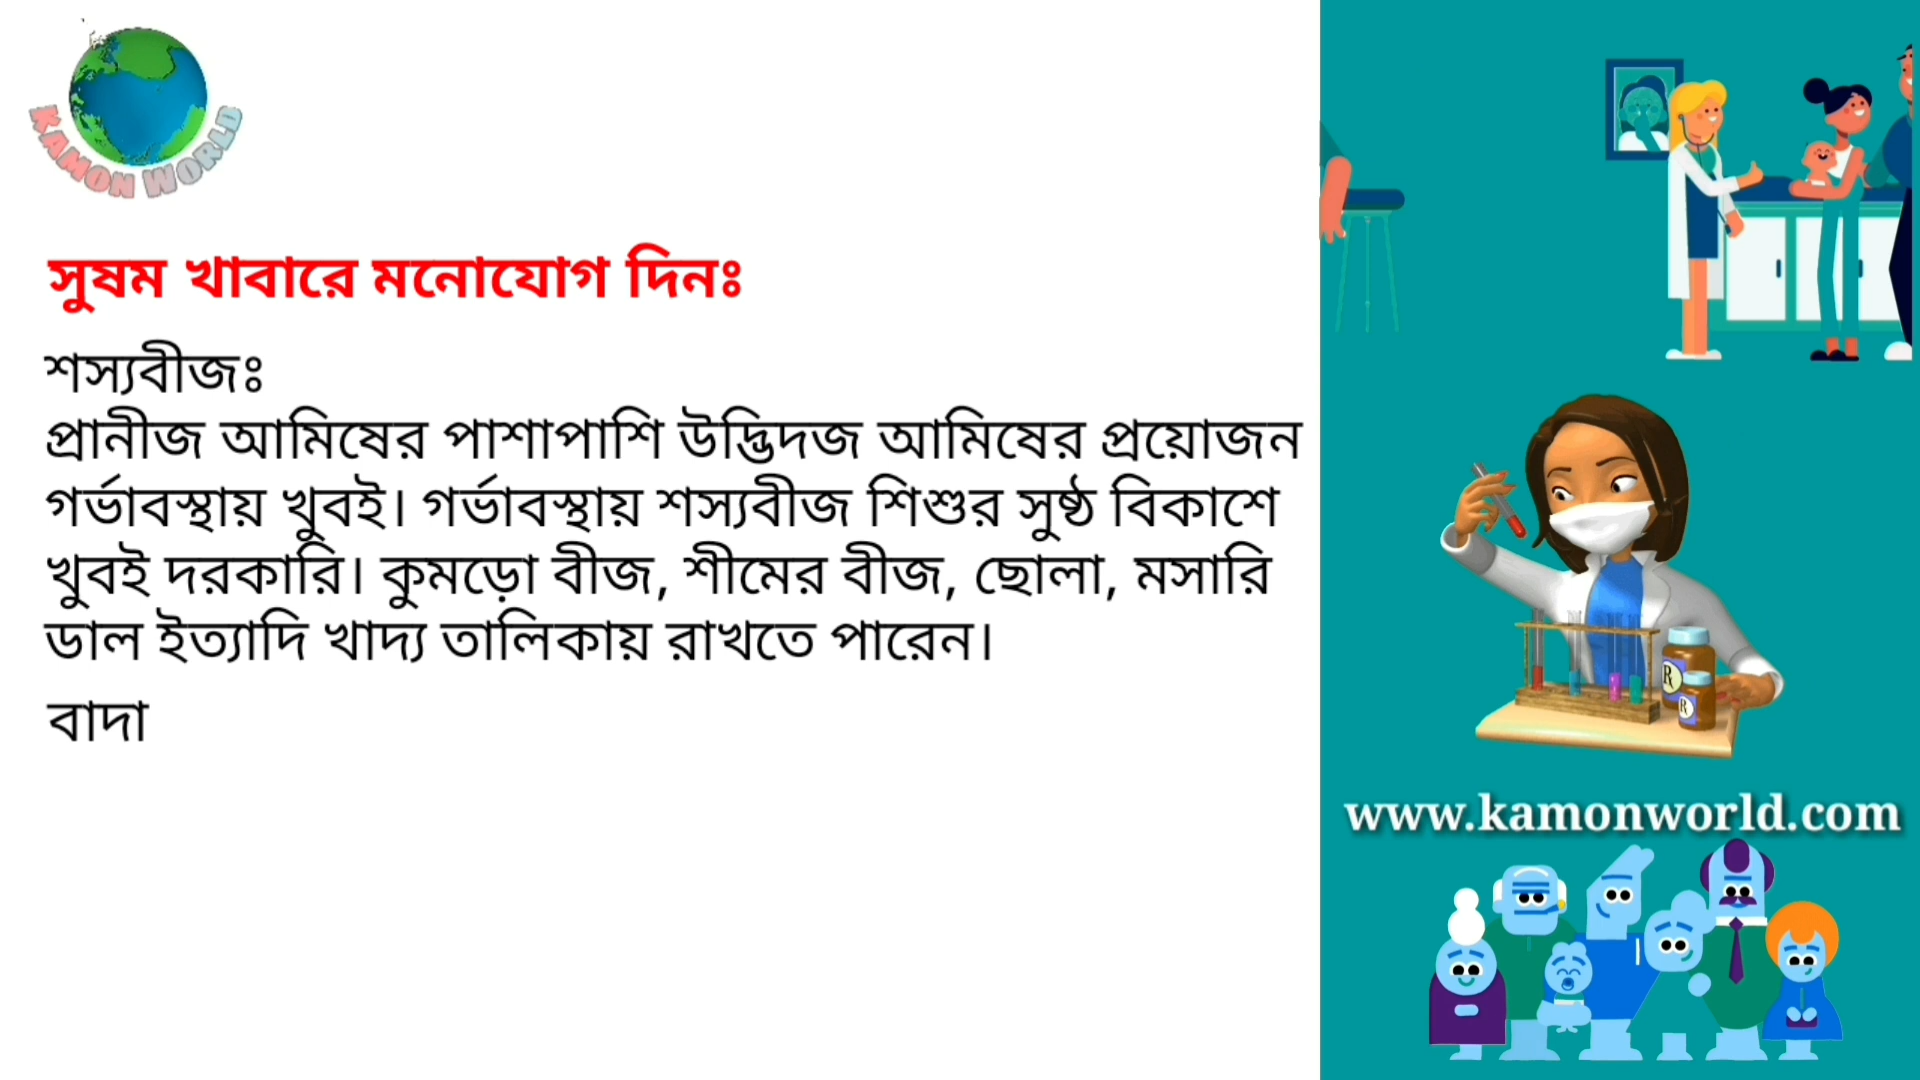 KAMON WORLD
সুষম খাবারে মনোযোগ দিনঃ
শস্যবীজঃ
প্রানীজ আমিষের পাশাপাশি উদ্ভিদজ আমিষের প্রয়োজন
গর্ভাবস্থায় খুবই। গর্ভাবস্থায় শস্যবীজ শিশুর সুষ্ঠ বিকাশে
খুবই দরকারি। কুমড়ো বীজ, শীমের বীজ, ছোলা, মসারি
ডাল ইত্যাদি খাদ্য তালিকায় রাখতে পারেন।
বাদা
R
R
www.kamonworld.com